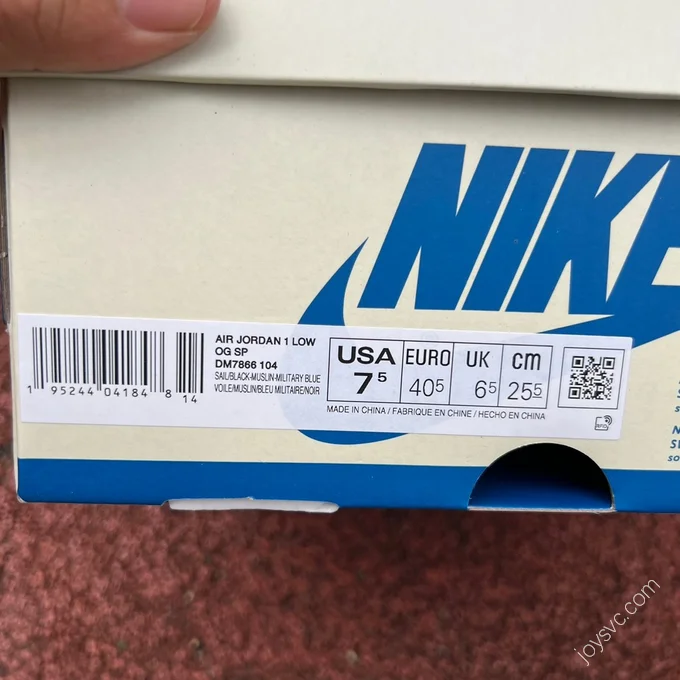 NIKE
AIR JORDAN 1 LOW
OG SP
DM7866 104
SAIL/BLACK-MUSLIN-MILITARY BLUE
VOILE/MUSLIN/BLEU MILITAIRE/NOIR
1 95244 04184 8 14
USA EURO UK cm
7⁵ 40⁵ 6⁵ 25⁵
MADE IN CHINA / FABRIQUE EN CHINE / HECHO EN CHINA
RFID
joysvc.com